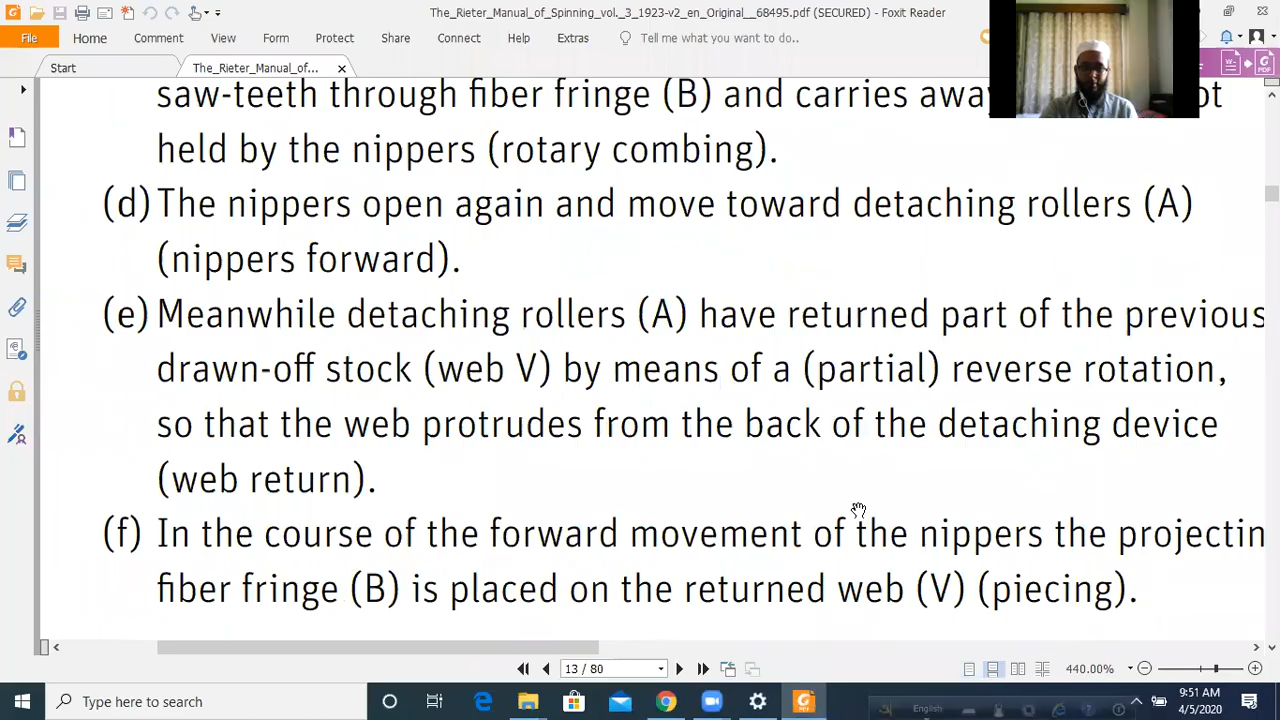 The_Rieter_Manual_of_Spinning_vol._3_1923-v2_en_Original__68495.pdf (SECURED) - Foxit Reader
File Home Comment View Form Protect Share Connect Help Extras Tell me what you want to do..
Start The_Rieter_Manual_of...
saw-teeth through fiber fringe (B) and carries away
held by the nippers (rotary combing).
(d) The nippers open again and move toward detaching rollers (A)
(nippers forward).
(e) Meanwhile detaching rollers (A) have returned part of the previous
drawn-off stock (web V) by means of a (partial) reverse rotation,
so that the web protrudes from the back of the detaching device
(web return).
(f) In the course of the forward movement of the nippers the projectin
fiber fringe (B) is placed on the returned web (V) (piecing).
13 / 80 440.00%
Type here to search English 9:51 AM
4/5/2020